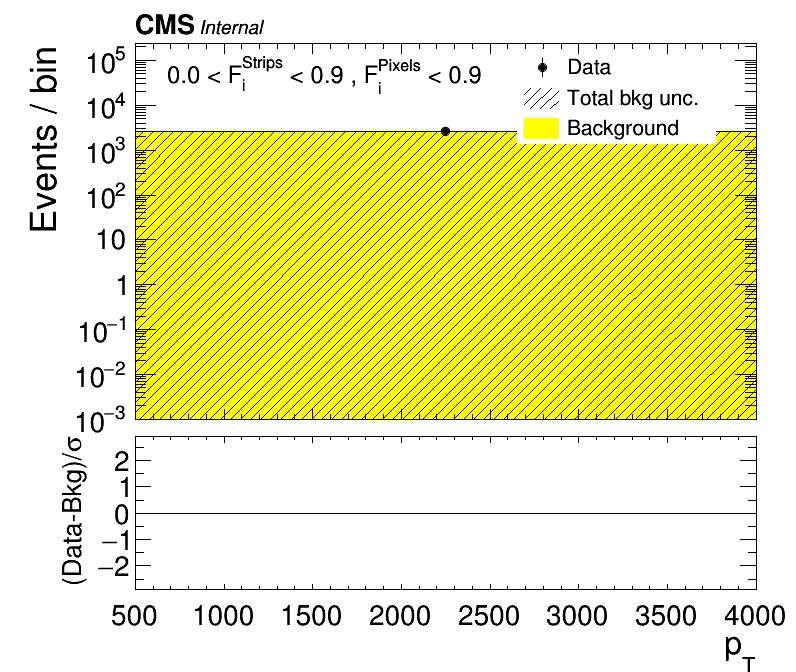 CMS Internal
0.0 < F_i^Strips < 0.9 , F_i^Pixels < 0.9
Data
Total bkg unc.
Background
Events / bin
10^5
10^4
10^3
10^2
10
1
10^−1
10^−2
10^−3
(Data-Bkg)/σ
2
1
0
−1
−2
500 1000 1500 2000 2500 3000 3500 4000
p_T